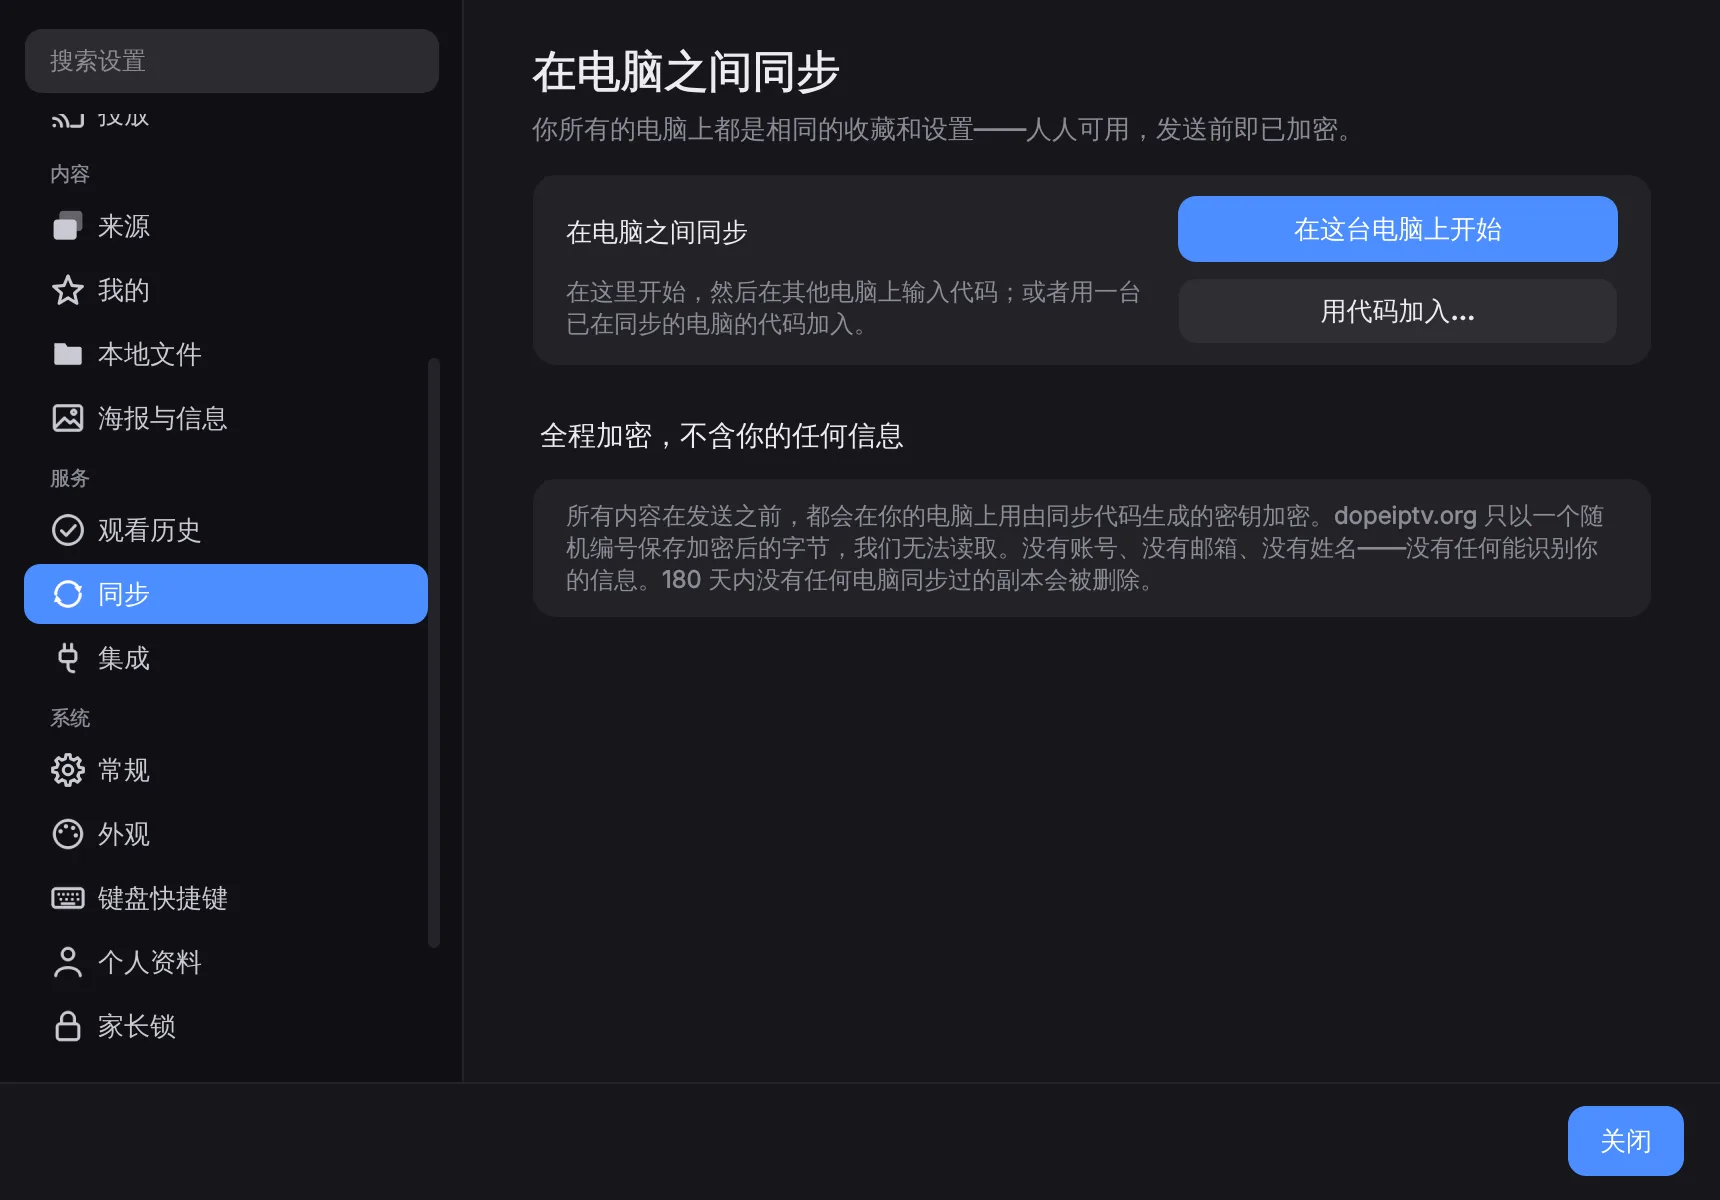 搜索设置
投放
内容
来源
我的
本地文件
海报与信息
服务
观看历史
同步
集成
系统
常规
外观
键盘快捷键
个人资料
家长锁
在电脑之间同步
你所有的电脑上都是相同的收藏和设置——人人可用，发送前即已加密。
在电脑之间同步
在这里开始，然后在其他电脑上输入代码；或者用一台
已在同步的电脑的代码加入。
在这台电脑上开始
用代码加入...
全程加密，不含你的任何信息
所有内容在发送之前，都会在你的电脑上用由同步代码生成的密钥加密。dopeiptv.org 只以一个随
机编号保存加密后的字节，我们无法读取。没有账号、没有邮箱、没有姓名——没有任何能识别你
的信息。180 天内没有任何电脑同步过的副本会被删除。
关闭